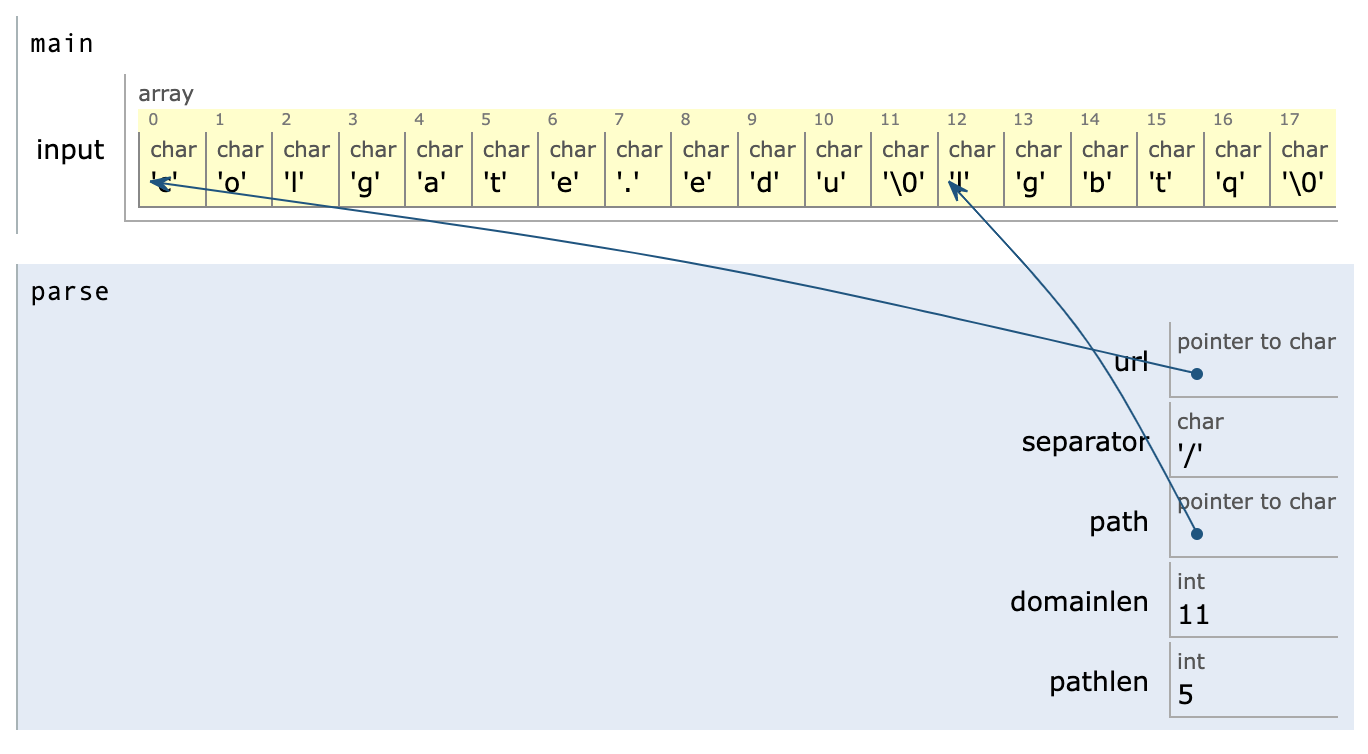 main
array
0 1 2 3 4 5 6 7 8 9 10 11 12 13 14 15 16 17
input char char char char char char char char char char char char char char char char char char
'c' 'o' 'l' 'g' 'a' 't' 'e' '.' 'e' 'd' 'u' '\0' 'l' 'g' 'b' 't' 'q' '\0'
parse
url pointer to char
separator char
'/'
path pointer to char
domainlen int
11
pathlen int
5